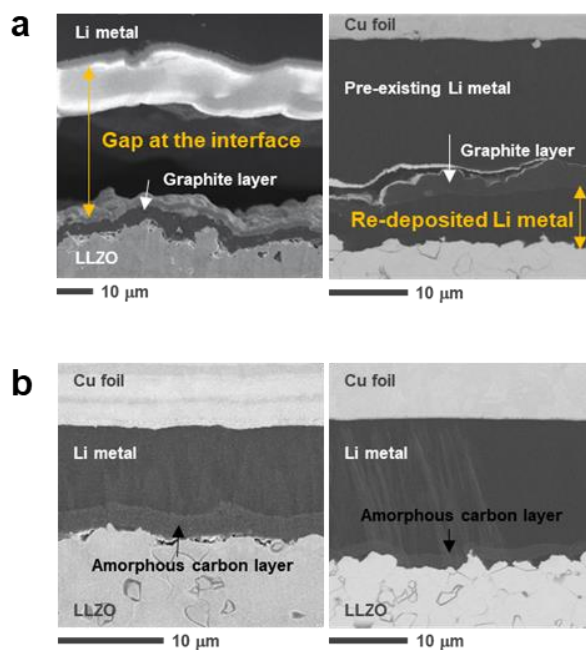 a
Li metal
Gap at the interface
Graphite layer
LLZO
10 μm
Cu foil
Pre-existing Li metal
Graphite layer
Re-deposited Li metal
10 μm
b
Cu foil
Li metal
Amorphous carbon layer
LLZO
10 μm
Cu foil
Li metal
Amorphous carbon layer
LLZO
10 μm